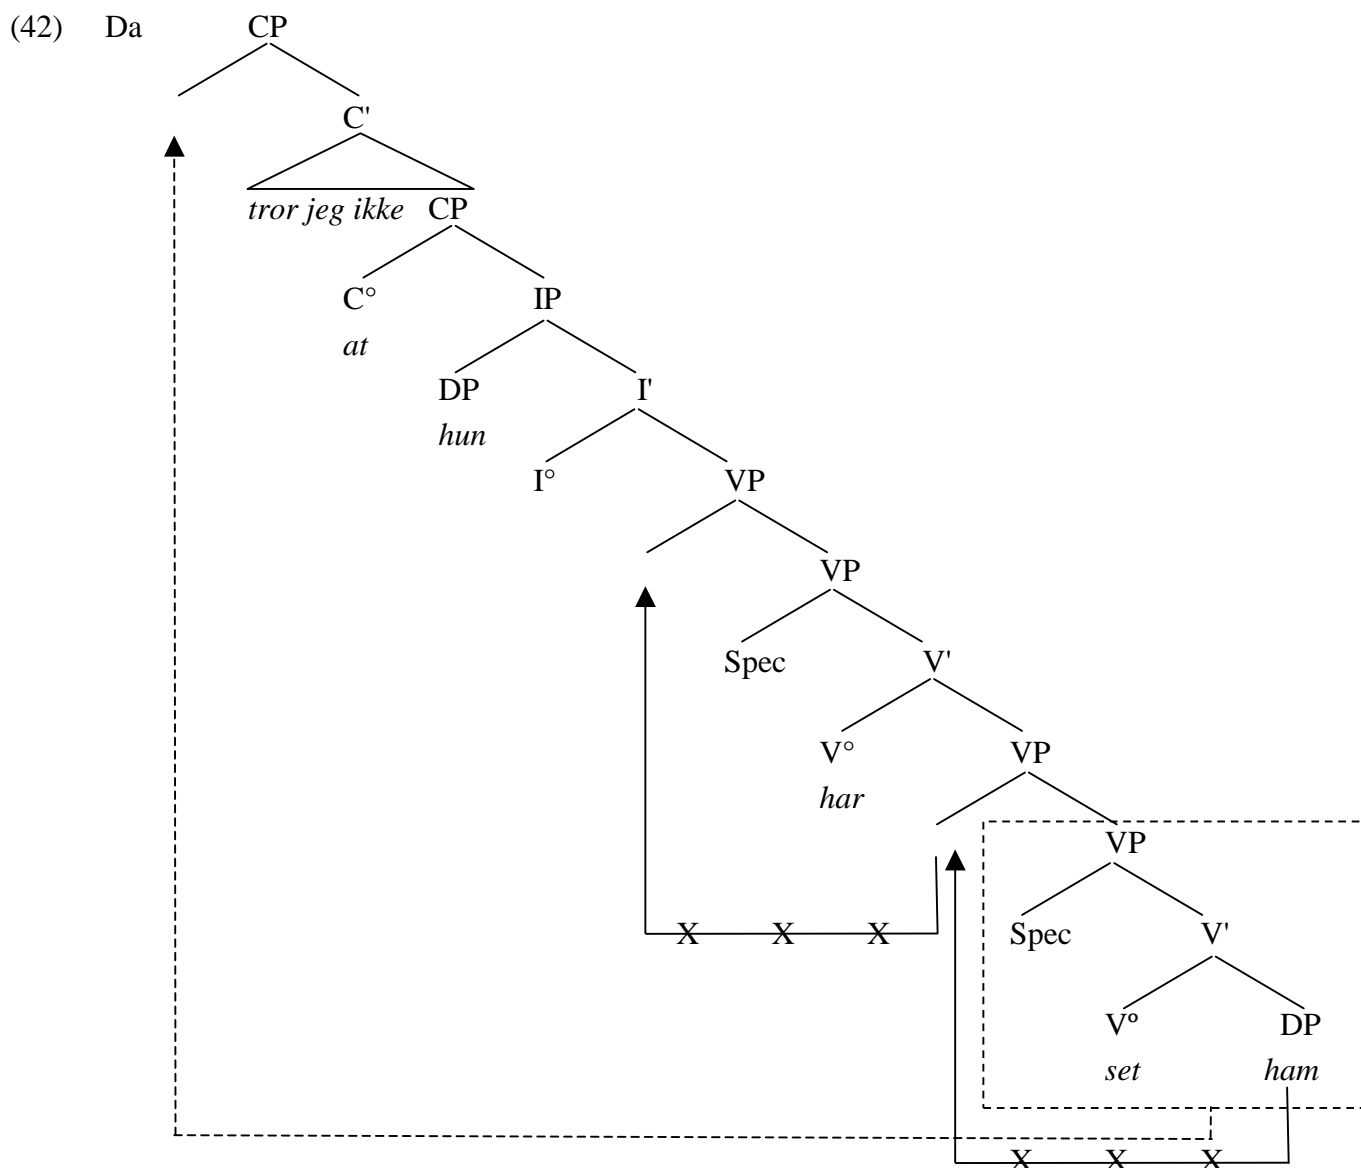 (42) Da CP
C'
tror jeg ikke CP
C° IP
at
DP I'
hun
I° VP
VP
Spec V'
V° VP
har
VP
X X X Spec V'
Vº DP
set ham
X X X